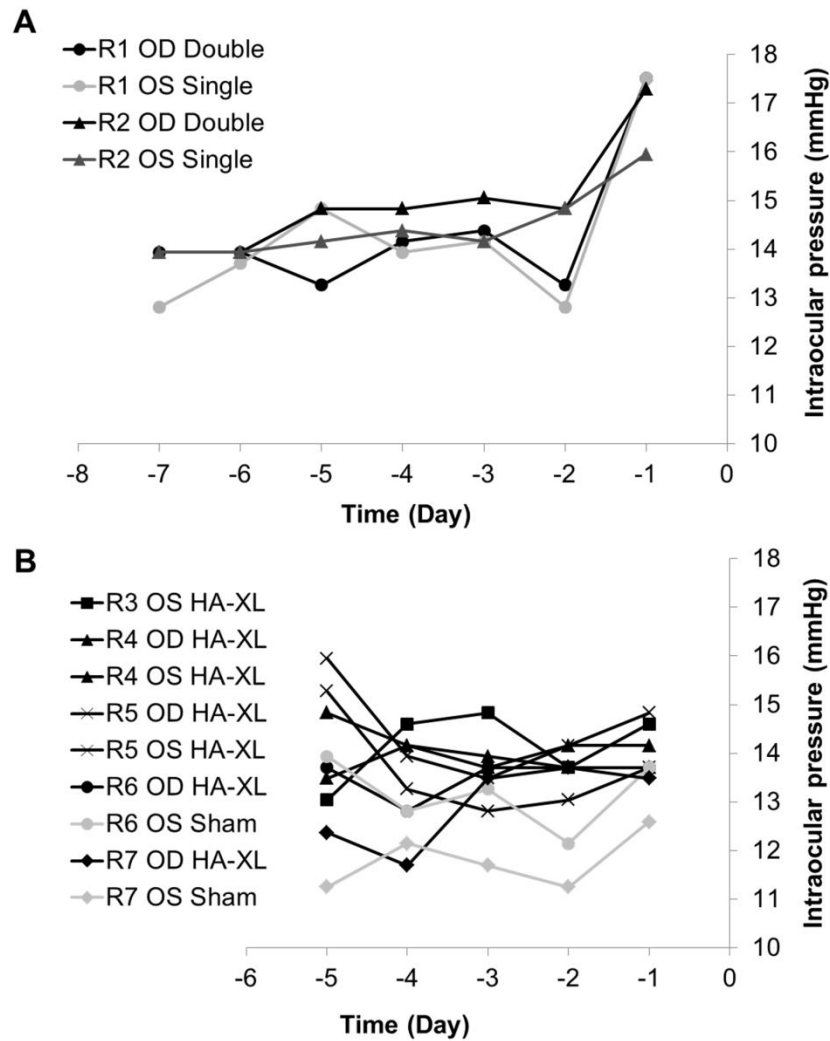 A
R1 OD Double
R1 OS Single
R2 OD Double
R2 OS Single
18
17
16
15
14
13
12
11
10
Intraocular pressure (mmHg)
-8 -7 -6 -5 -4 -3 -2 -1 0
Time (Day)
B
R3 OS HA-XL
R4 OD HA-XL
R4 OS HA-XL
R5 OD HA-XL
R5 OS HA-XL
R6 OD HA-XL
R6 OS Sham
R7 OD HA-XL
R7 OS Sham
18
17
16
15
14
13
12
11
10
Intraocular pressure (mmHg)
-6 -5 -4 -3 -2 -1 0
Time (Day)